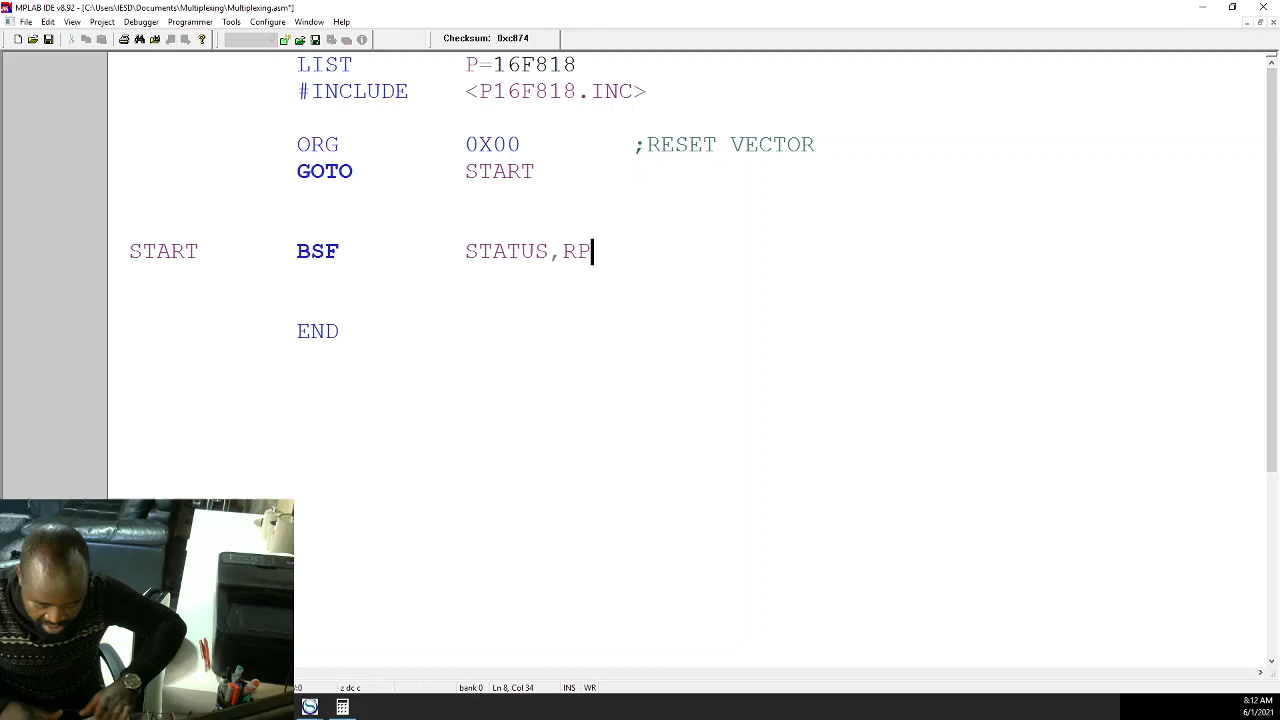 MPLAB IDE v8.92 - [C:\Users\IESD\Documents\Multiplexing\Multiplexing.asm*]
File Edit View Project Debugger Programmer Tools Configure Window Help
Checksum: 0xc874
LIST P=16F818
#INCLUDE <P16F818.INC>
ORG 0X00 ;RESET VECTOR
GOTO START
START BSF STATUS,RP
END
z dc c bank 0 Ln 8, Col 34 INS WR
8:12 AM
6/1/2021